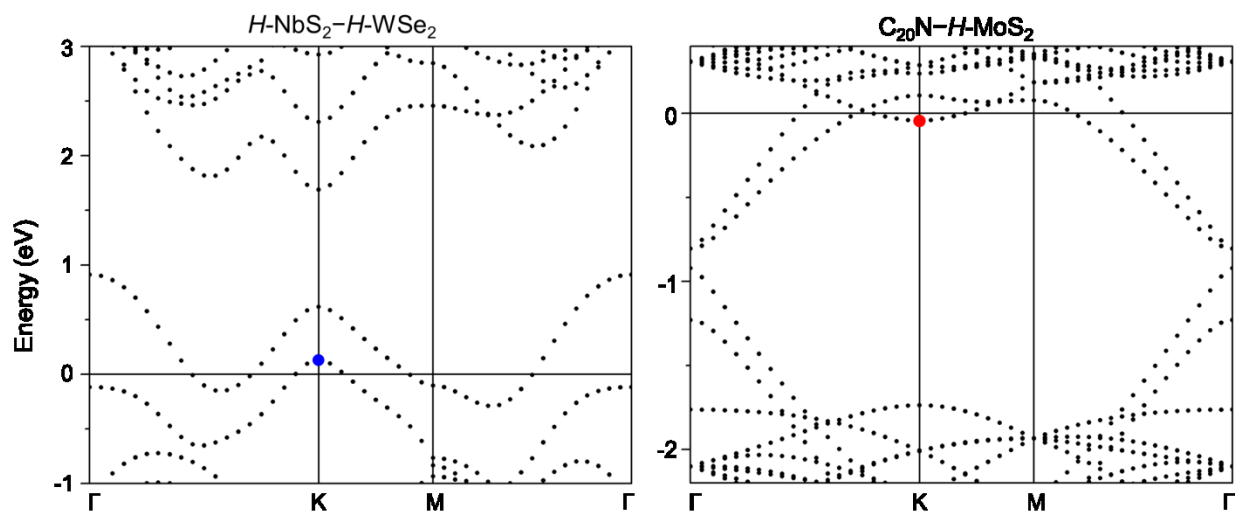 H-NbS₂−H-WSe₂
C₂₀N−H-MoS₂
Energy (eV)
3
2
1
0
-1
Γ
K
M
Γ
0
-1
-2
Γ
K
M
Γ